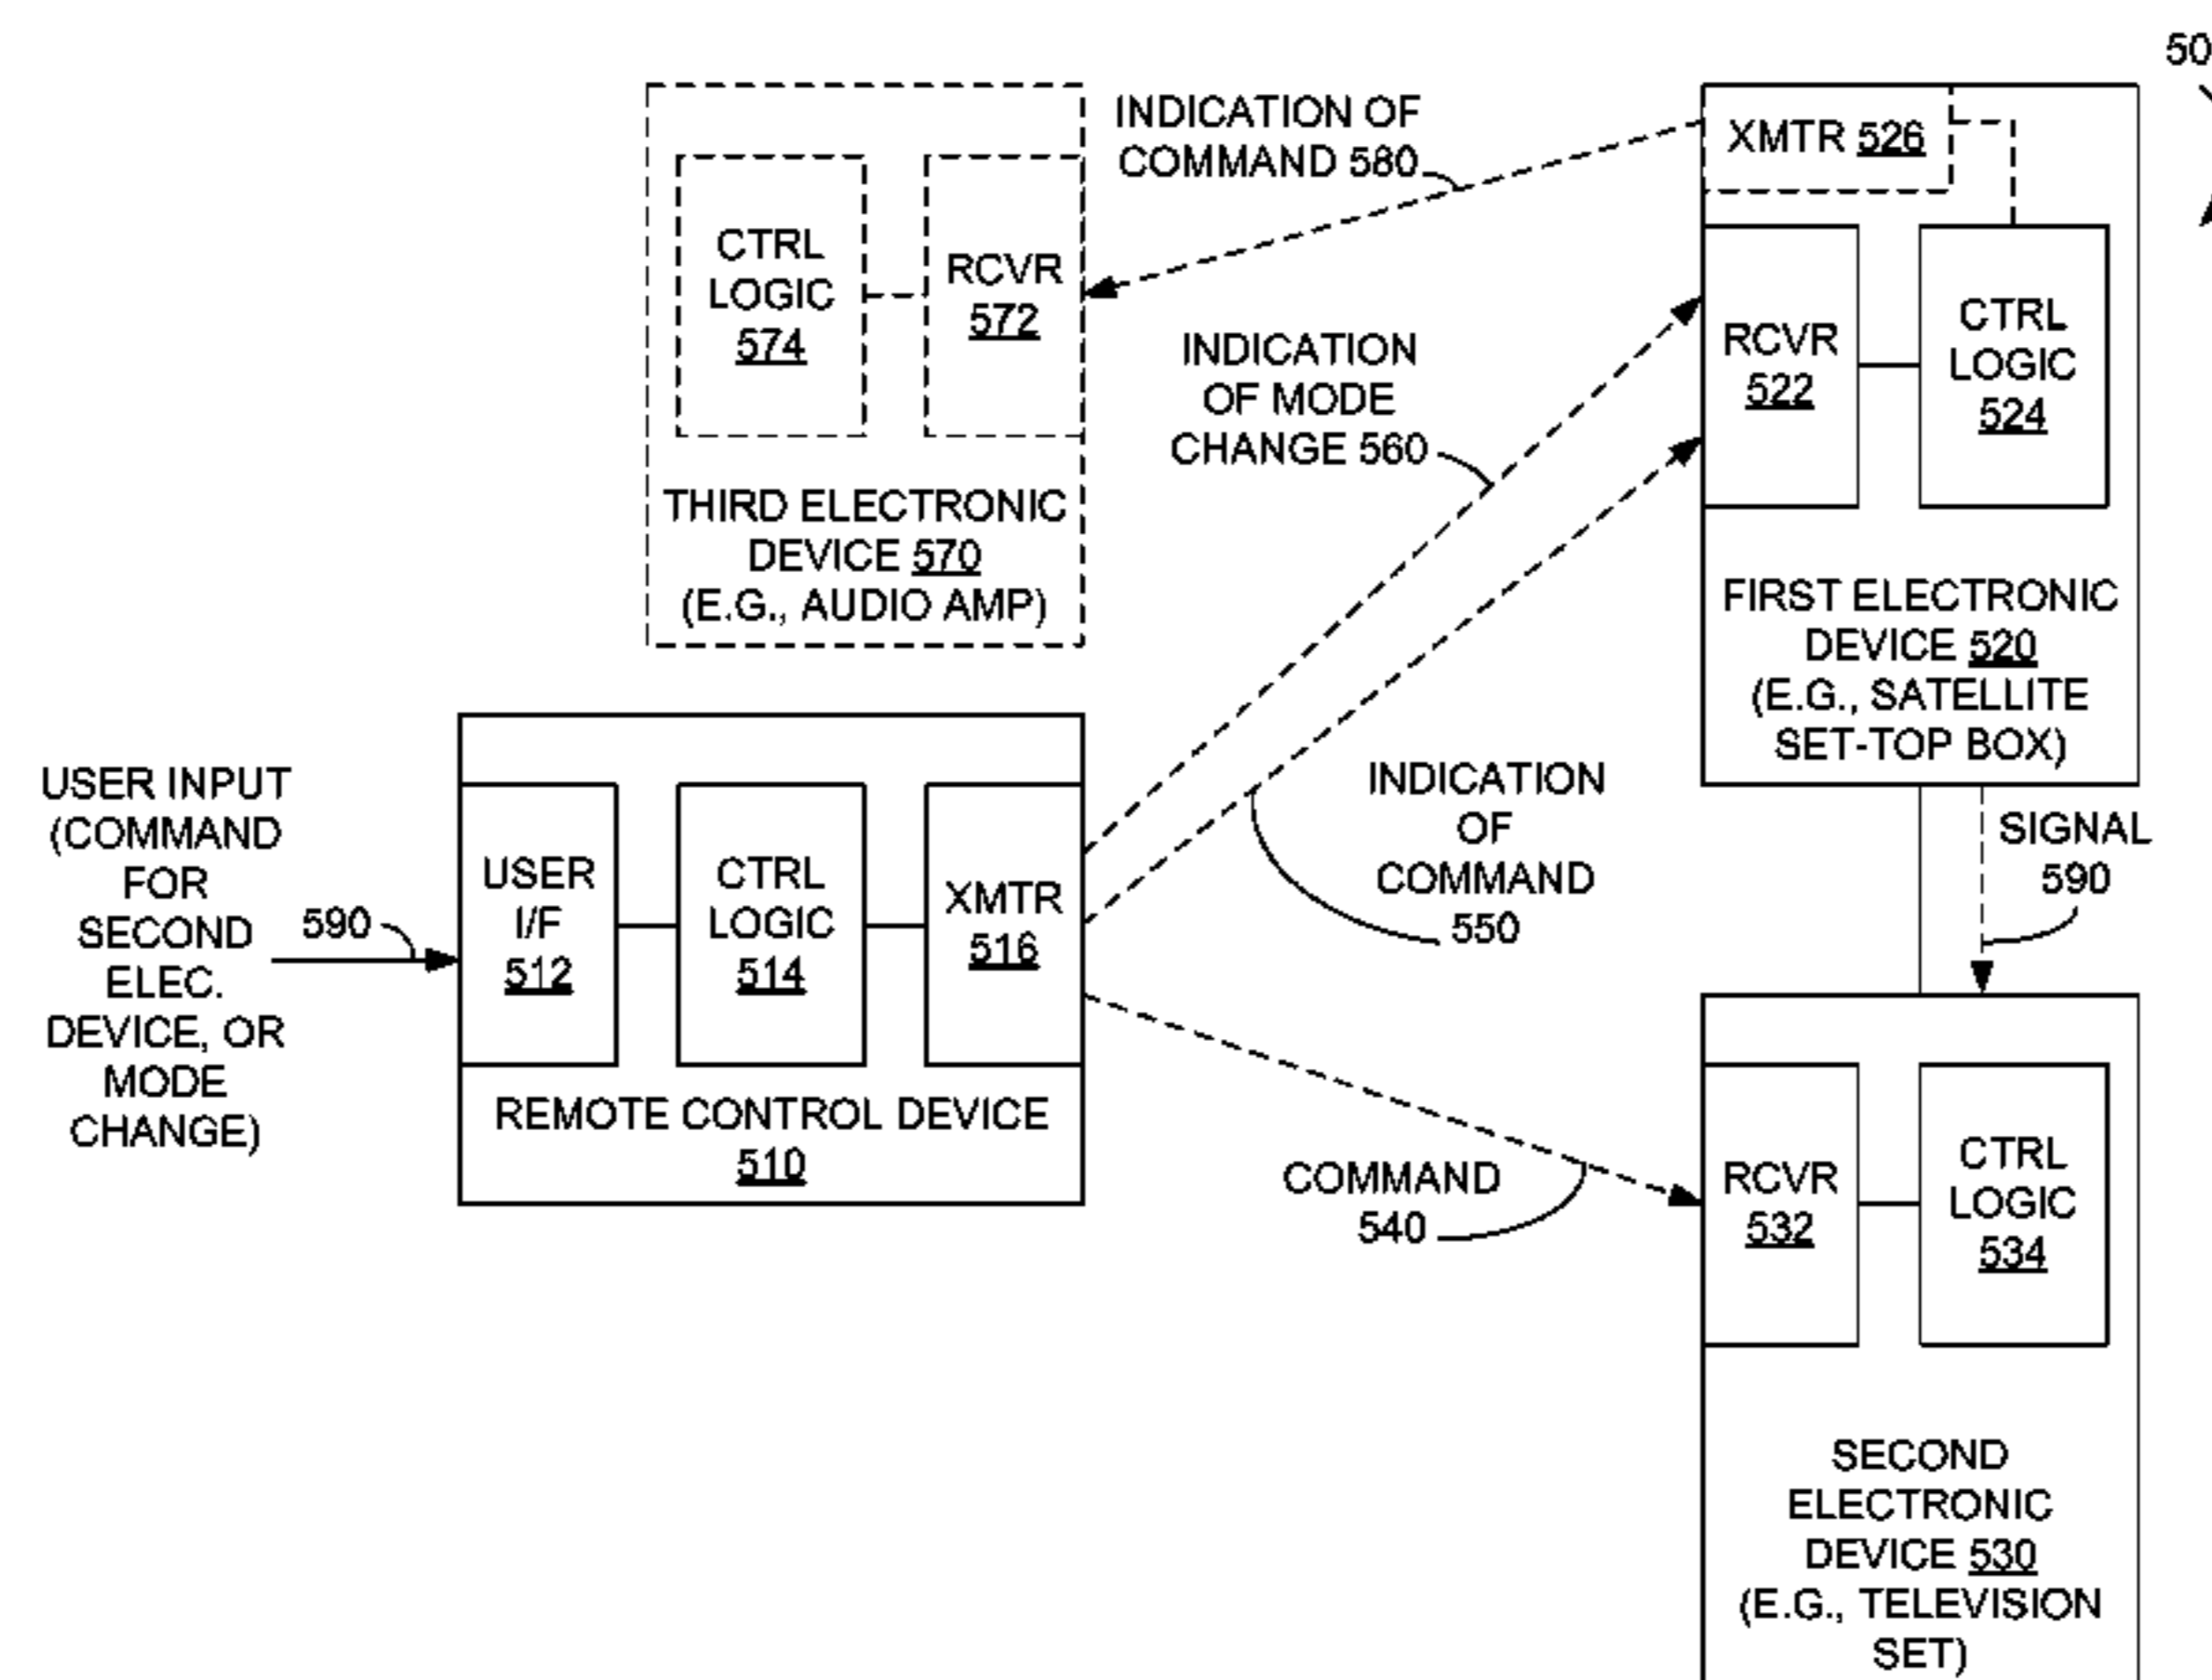 50
INDICATION OF
COMMAND 580
XMTR 526
CTRL
LOGIC
574
RCVR
572
THIRD ELECTRONIC
DEVICE 570
(E.G., AUDIO AMP)
INDICATION
OF MODE
CHANGE 560
RCVR
522
CTRL
LOGIC
524
FIRST ELECTRONIC
DEVICE 520
(E.G., SATELLITE
SET-TOP BOX)
USER INPUT
(COMMAND
FOR
SECOND
ELEC.
DEVICE, OR
MODE
CHANGE)
590
USER
I/F
512
CTRL
LOGIC
514
XMTR
516
REMOTE CONTROL DEVICE
510
INDICATION
OF
COMMAND
550
SIGNAL
590
COMMAND
540
RCVR
532
CTRL
LOGIC
534
SECOND
ELECTRONIC
DEVICE 530
(E.G., TELEVISION
SET)